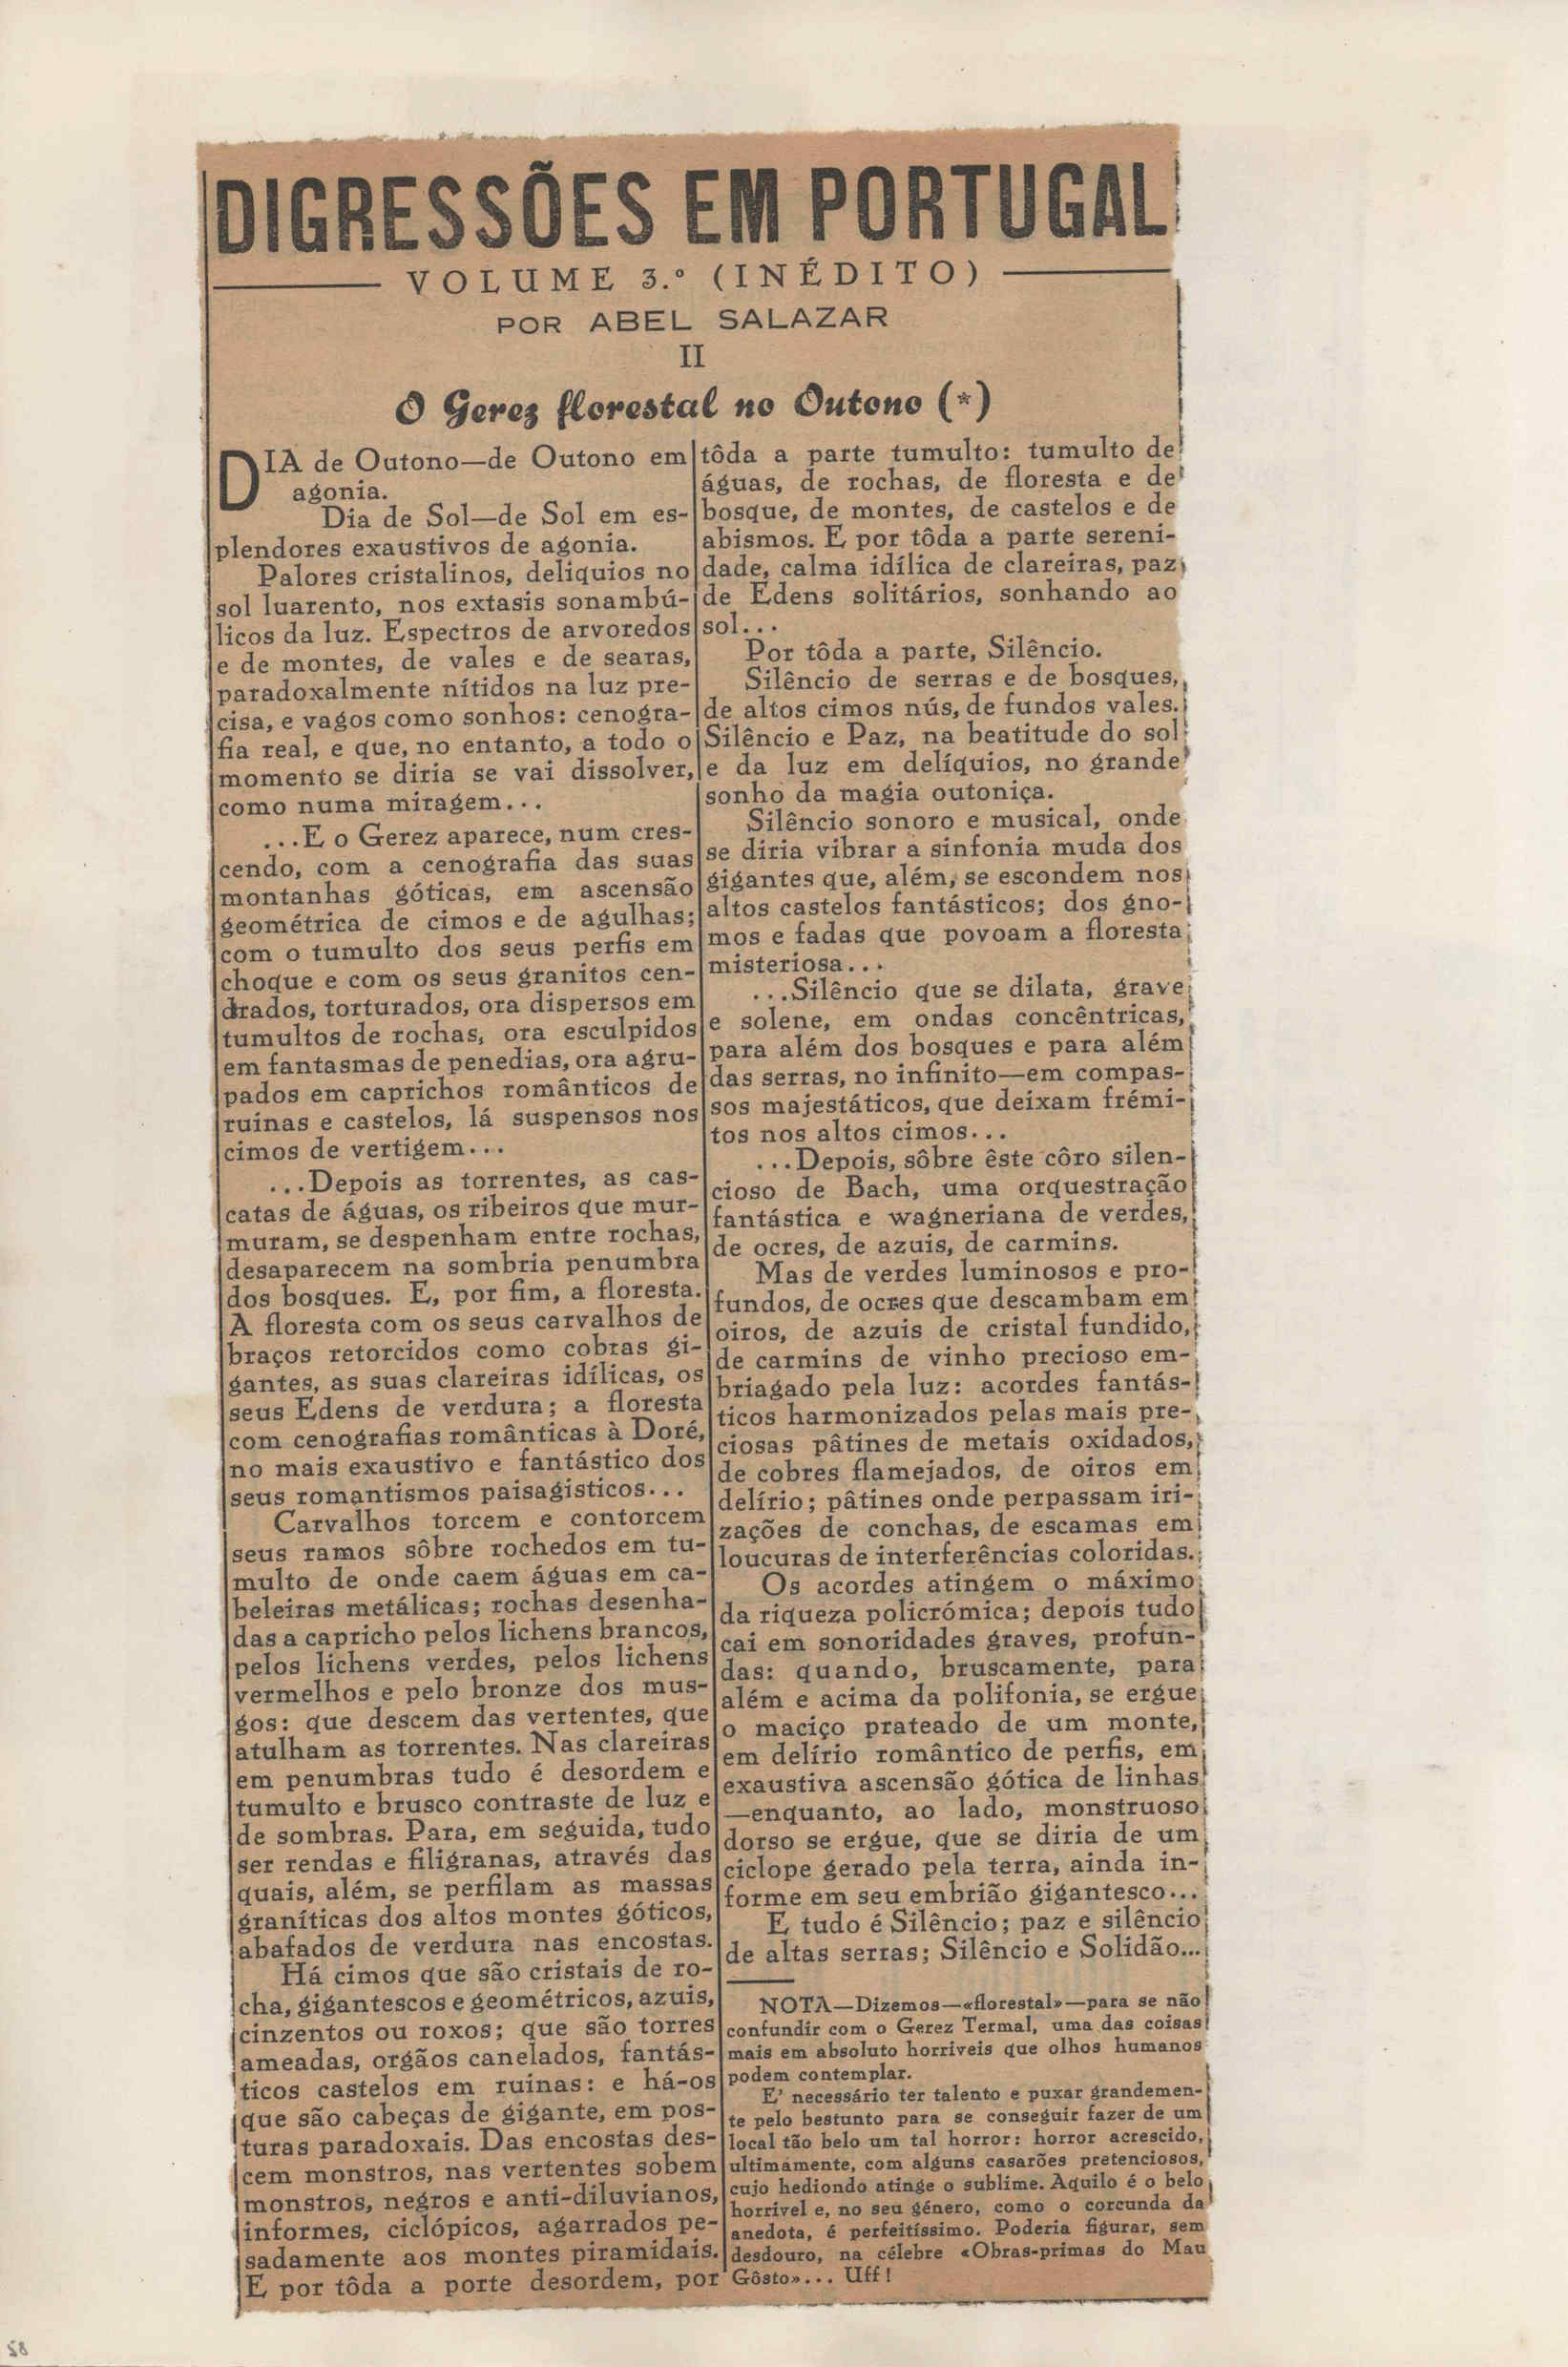 DIGRESSÕES EM PORTUGAL
VOLUME 3.º (INÉDITO)
POR ABEL SALAZAR
II
O Gerez florestal no Outono (*)
DIA de Outono—de Outono em
agonia.
Dia de Sol—de Sol em es-
plendores exaustivos de agonia.
Palores cristalinos, deliquios no
sol luarento, nos extasis sonambú-
licos da luz. Espectros de arvoredos
e de montes, de vales e de searas,
paradoxalmente nítidos na luz pre-
cisa, e vagos como sonhos: cenogra-
fia real, e que, no entanto, a todo o
momento se diria se vai dissolver,
como numa miragem...
...E o Gerez aparece, num cres-
cendo, com a cenografia das suas
montanhas góticas, em ascensão
geométrica de cimos e de agulhas;
com o tumulto dos seus perfis em
choque e com os seus granitos cen-
drados, torturados, ora dispersos em
tumultos de rochas, ora esculpidos
em fantasmas de penedias, ora agru-
pados em caprichos românticos de
ruínas e castelos, lá suspensos nos
cimos de vertigem...
...Depois as torrentes, as cas-
catas de águas, os ribeiros que mur-
muram, se despenham entre rochas,
desaparecem na sombria penumbra
dos bosques. E, por fim, a floresta.
A floresta com os seus carvalhos de
braços retorcidos como cobras gi-
gantes, as suas clareiras idílicas, os
seus Edens de verdura; a floresta
com cenografias românticas à Doré,
no mais exaustivo e fantástico dos
seus romantismos paisagisticos...
Carvalhos torcem e contorcem
seus ramos sôbre rochedos em tu-
multo de onde caem águas em ca-
beleiras metálicas; rochas desenha-
das a capricho pelos lichens brancos,
pelos lichens verdes, pelos lichens
vermelhos e pelo bronze dos mus-
gos: que descem das vertentes, que
atulham as torrentes. Nas clareiras
em penumbras tudo é desordem e
tumulto e brusco contraste de luz e
de sombras. Para, em seguida, tudo
ser rendas e filigranas, através das
quais, além, se perfilam as massas
graníticas dos altos montes góticos,
abafados de verdura nas encostas.
Há cimos que são cristais de ro-
cha, gigantescos e geométricos, azuis,
cinzentos ou roxos; que são torres
ameadas, orgãos canelados, fantás-
ticos castelos em ruinas: e há-os
que são cabeças de gigante, em pos-
turas paradoxais. Das encostas des-
cem monstros, nas vertentes sobem
monstros, negros e anti-diluvianos,
informes, ciclópicos, agarrados pe-
sadamente aos montes piramidais.
E por tôda a porte desordem, por
tôda a parte tumulto: tumulto de
águas, de rochas, de floresta e de
bosque, de montes, de castelos e de
abismos. E por tôda a parte sereni-
dade, calma idílica de clareiras, paz
de Edens solitários, sonhando ao
sol...
Por tôda a parte, Silêncio.
Silêncio de serras e de bosques,
de altos cimos nús, de fundos vales.
Silêncio e Paz, na beatitude do sol
e da luz em delíquios, no grande
sonho da magia outoniça.
Silêncio sonoro e musical, onde
se diria vibrar a sinfonia muda dos
gigantes que, além, se escondem nos
altos castelos fantásticos; dos gno-
mos e fadas que povoam a floresta
misteriosa...
...Silêncio que se dilata, grave
e solene, em ondas concêntricas,
para além dos bosques e para além
das serras, no infinito—em compas-
sos majestáticos, que deixam frémi-
tos nos altos cimos...
...Depois, sôbre êste côro silen-
cioso de Bach, uma orquestração
fantástica e wagneriana de verdes,
de ocres, de azuis, de carmins.
Mas de verdes luminosos e pro-
fundos, de ocres que descambam em
oiros, de azuis de cristal fundido,
de carmins de vinho precioso em-
briagado pela luz: acordes fantás-
ticos harmonizados pelas mais pre-
ciosas pâtines de metais oxidados,
de cobres flamejados, de oiros em
delírio; pâtines onde perpassam iri-
zações de conchas, de escamas em
loucuras de interferências coloridas.
Os acordes atingem o máximo
da riqueza policrómica; depois tudo
cai em sonoridades graves, profun-
das: quando, bruscamente, para
além e acima da polifonia, se ergue
o maciço prateado de um monte,
em delírio romântico de perfis, em
exaustiva ascensão gótica de linhas
—enquanto, ao lado, monstruoso
dorso se ergue, que se diria de um
ciclope gerado pela terra, ainda in-
forme em seu embrião gigantesco...
E tudo é Silêncio; paz e silêncio
de altas serras; Silêncio e Solidão...
NOTA—Dizemos—«florestal»—para se não
confundir com o Gerez Termal, uma das coisas
mais em absoluto horriveis que olhos humanos
podem contemplar.
E' necessário ter talento e puxar grandemen-
te pelo bestunto para se conseguir fazer de um
local tão belo um tal horror: horror acrescido,
ultimámente, com alguns casarões pretenciosos,
cujo hediondo atinge o sublime. Aquilo é o belo
horrivel e, no seu género, como o corcunda da
anedota, é perfeitíssimo. Poderia figurar, sem
desdouro, na célebre «Obras-primas do Mau
Gôsto»... Uff!
58